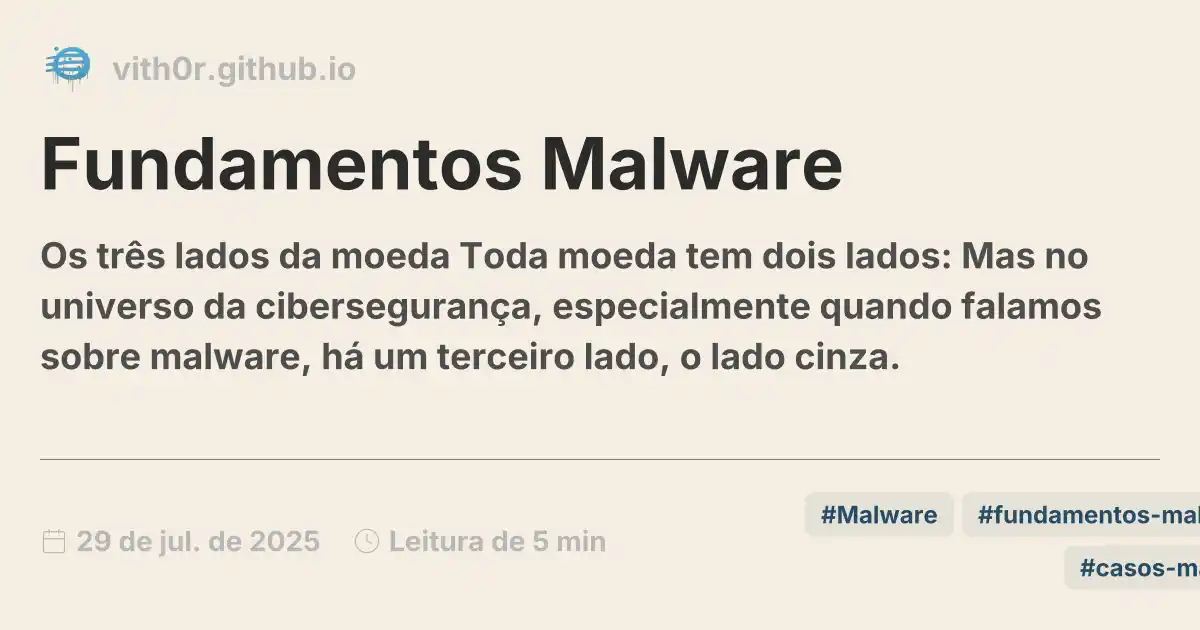 vith0r.github.io
Fundamentos Malware
Os três lados da moeda Toda moeda tem dois lados: Mas no
universo da cibersegurança, especialmente quando falamos
sobre malware, há um terceiro lado, o lado cinza.
29 de jul. de 2025 Leitura de 5 min
#Malware #fundamentos-mal
#casos-ma